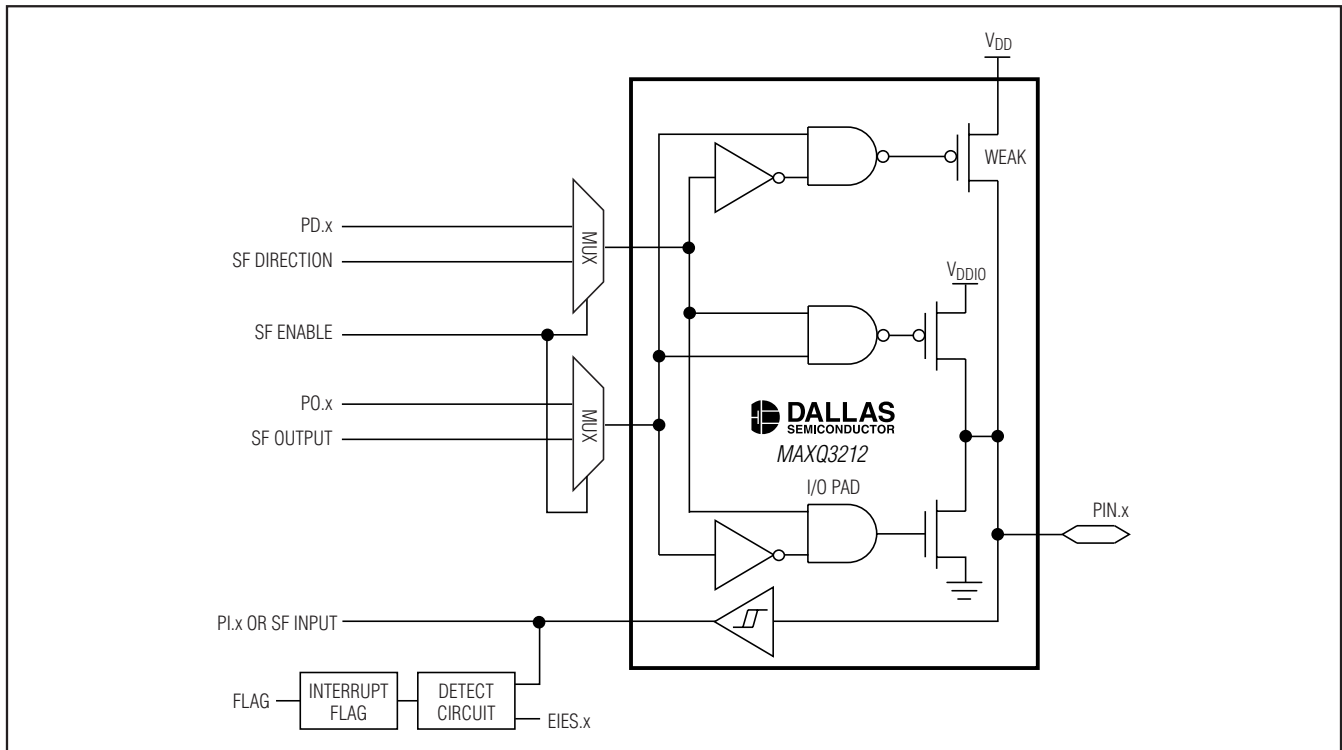 VDD
WEAK
PD.x
MUX
SF DIRECTION
VDDIO
SF ENABLE
PO.x
MUX
SF OUTPUT
DALLAS
SEMICONDUCTOR
MAXQ3212
I/O PAD
PIN.x
PI.x OR SF INPUT
FLAG
INTERRUPT
FLAG
DETECT
CIRCUIT
EIES.x